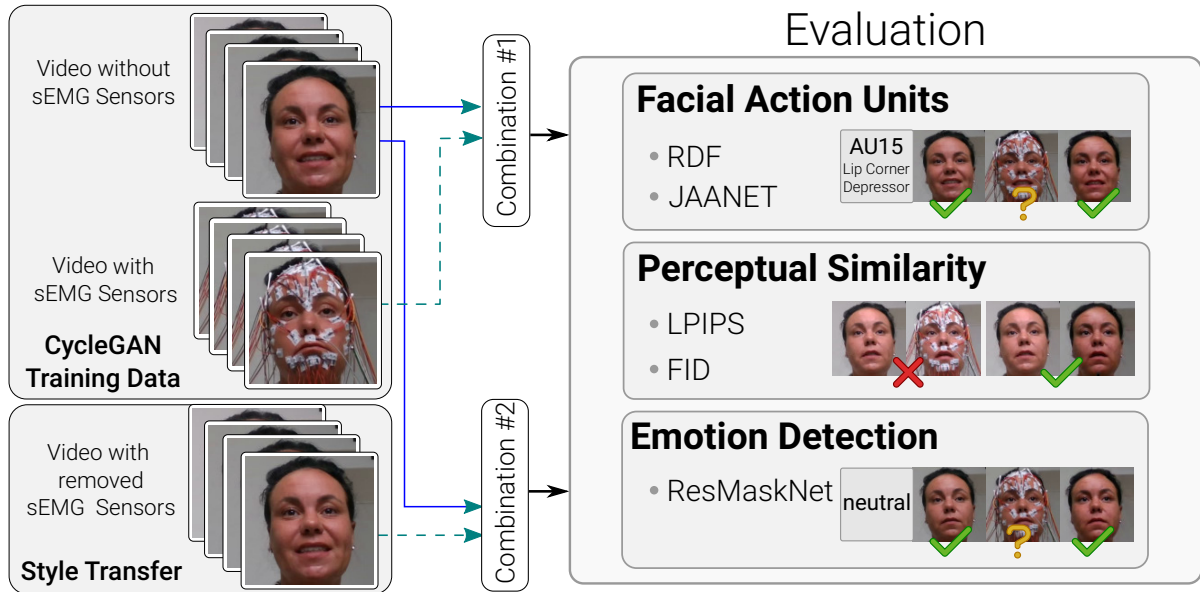 Video without
sEMG Sensors
Video with
sEMG Sensors
CycleGAN
Training Data
Video with
removed
sEMG Sensors
Style Transfer
Combination #1
Combination #2
Evaluation
Facial Action Units
• RDF
• JAANET
AU15
Lip Corner
Depressor
?
Perceptual Similarity
• LPIPS
• FID
Emotion Detection
• ResMaskNet
neutral
?